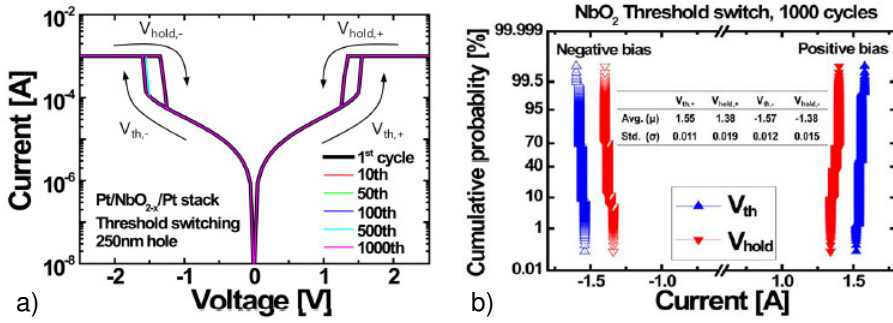 10⁻²
10⁻⁴
10⁻⁶
10⁻⁸
Current [A]
V_hold,-
V_hold,+
V_th,-
V_th,+
1st cycle
10th
50th
100th
500th
1000th
Pt/NbO₂₋ₓ/Pt stack
Threshold switching
250nm hole
-2 -1 0 1 2
Voltage [V]
a)
NbO₂ Threshold switch, 1000 cycles
99.999
99.5
95
70
40
10
1
0.01
Cumulative probablity [%]
Negative bias Positive bias
V_th,+ V_hold,+ V_th,- V_hold,-
Avg. (μ) 1.55 1.38 -1.57 -1.38
Std. (σ) 0.011 0.019 0.012 0.015
V_th
V_hold
-1.5 -1.0 1.0 1.5
Current [A]
b)